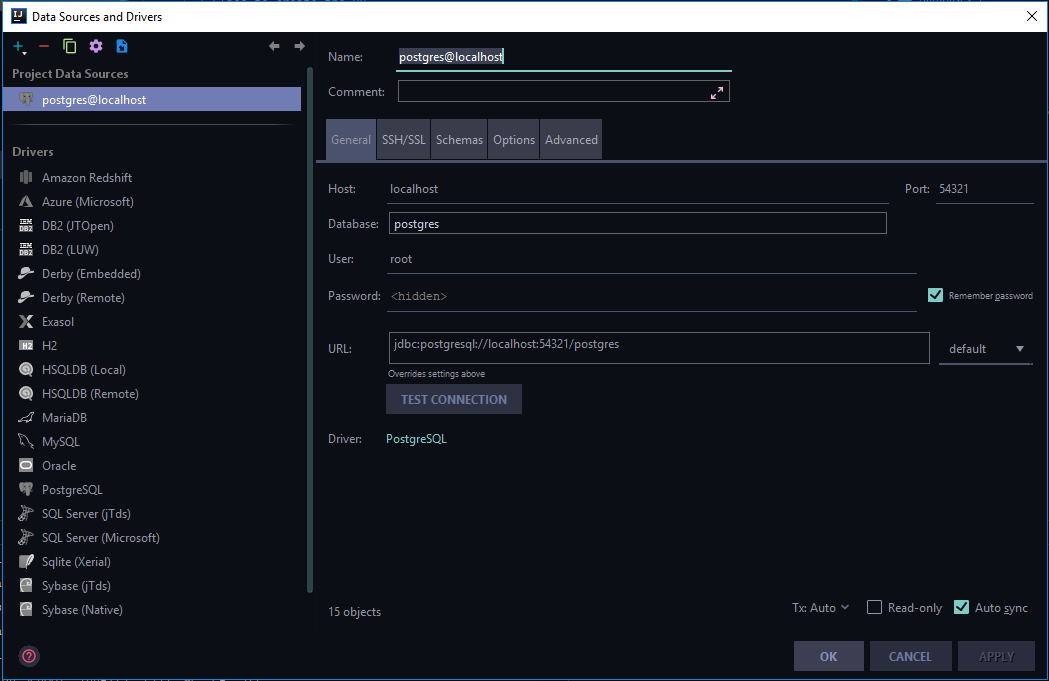 Data Sources and Drivers
Project Data Sources
postgres@localhost
Drivers
Amazon Redshift
Azure (Microsoft)
DB2 (JTOpen)
DB2 (LUW)
Derby (Embedded)
Derby (Remote)
Exasol
H2
HSQLDB (Local)
HSQLDB (Remote)
MariaDB
MySQL
Oracle
PostgreSQL
SQL Server (jTds)
SQL Server (Microsoft)
Sqlite (Xerial)
Sybase (jTds)
Sybase (Native)
Name: postgres@localhost
Comment:
General SSH/SSL Schemas Options Advanced
Host: localhost Port: 54321
Database: postgres
User: root
Password: <hidden> Remember password
URL: jdbc:postgresql://localhost:54321/postgres default
Overrides settings above
TEST CONNECTION
Driver: PostgreSQL
15 objects Tx: Auto Read-only Auto sync
OK CANCEL APPLY